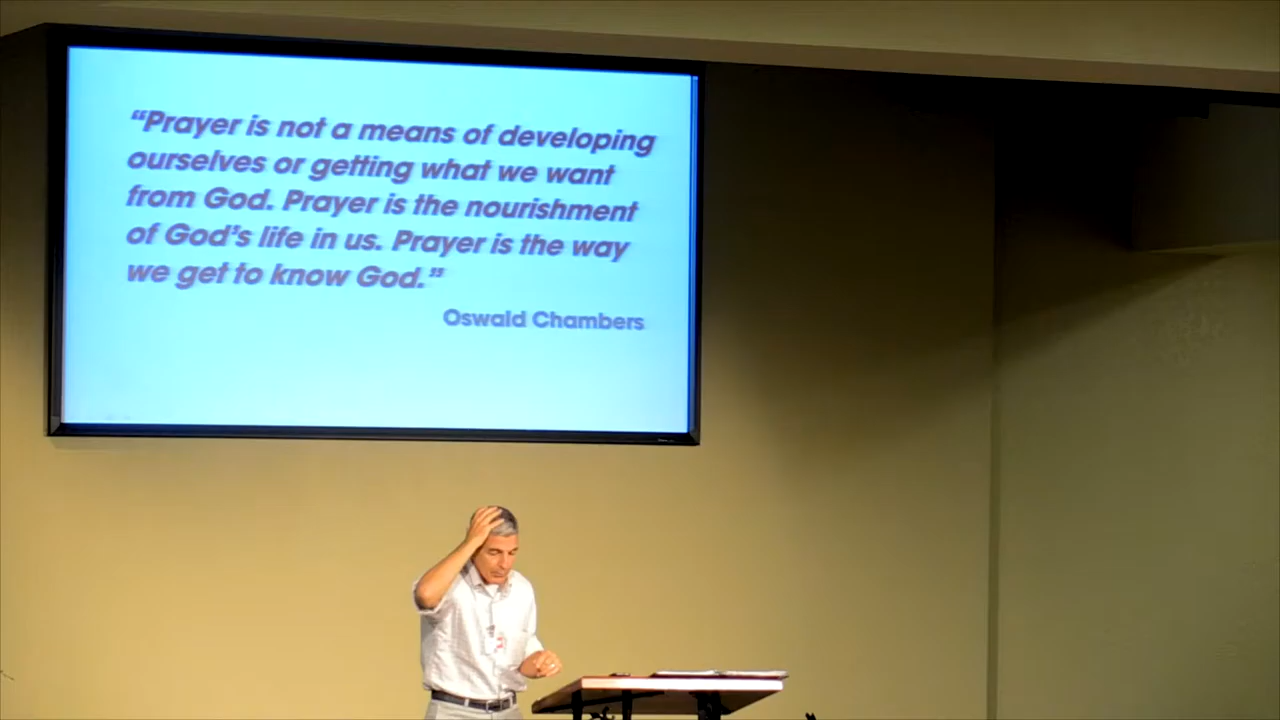 “Prayer is not a means of developing
ourselves or getting what we want
from God. Prayer is the nourishment
of God’s life in us. Prayer is the way
we get to know God.”
Oswald Chambers